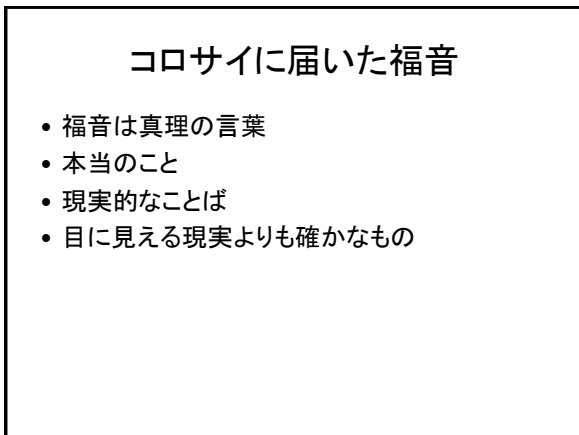 コロサイに届いた福音
• 福音は真理の言葉
• 本当のこと
• 現実的なことば
• 目に見える現実よりも確かなもの